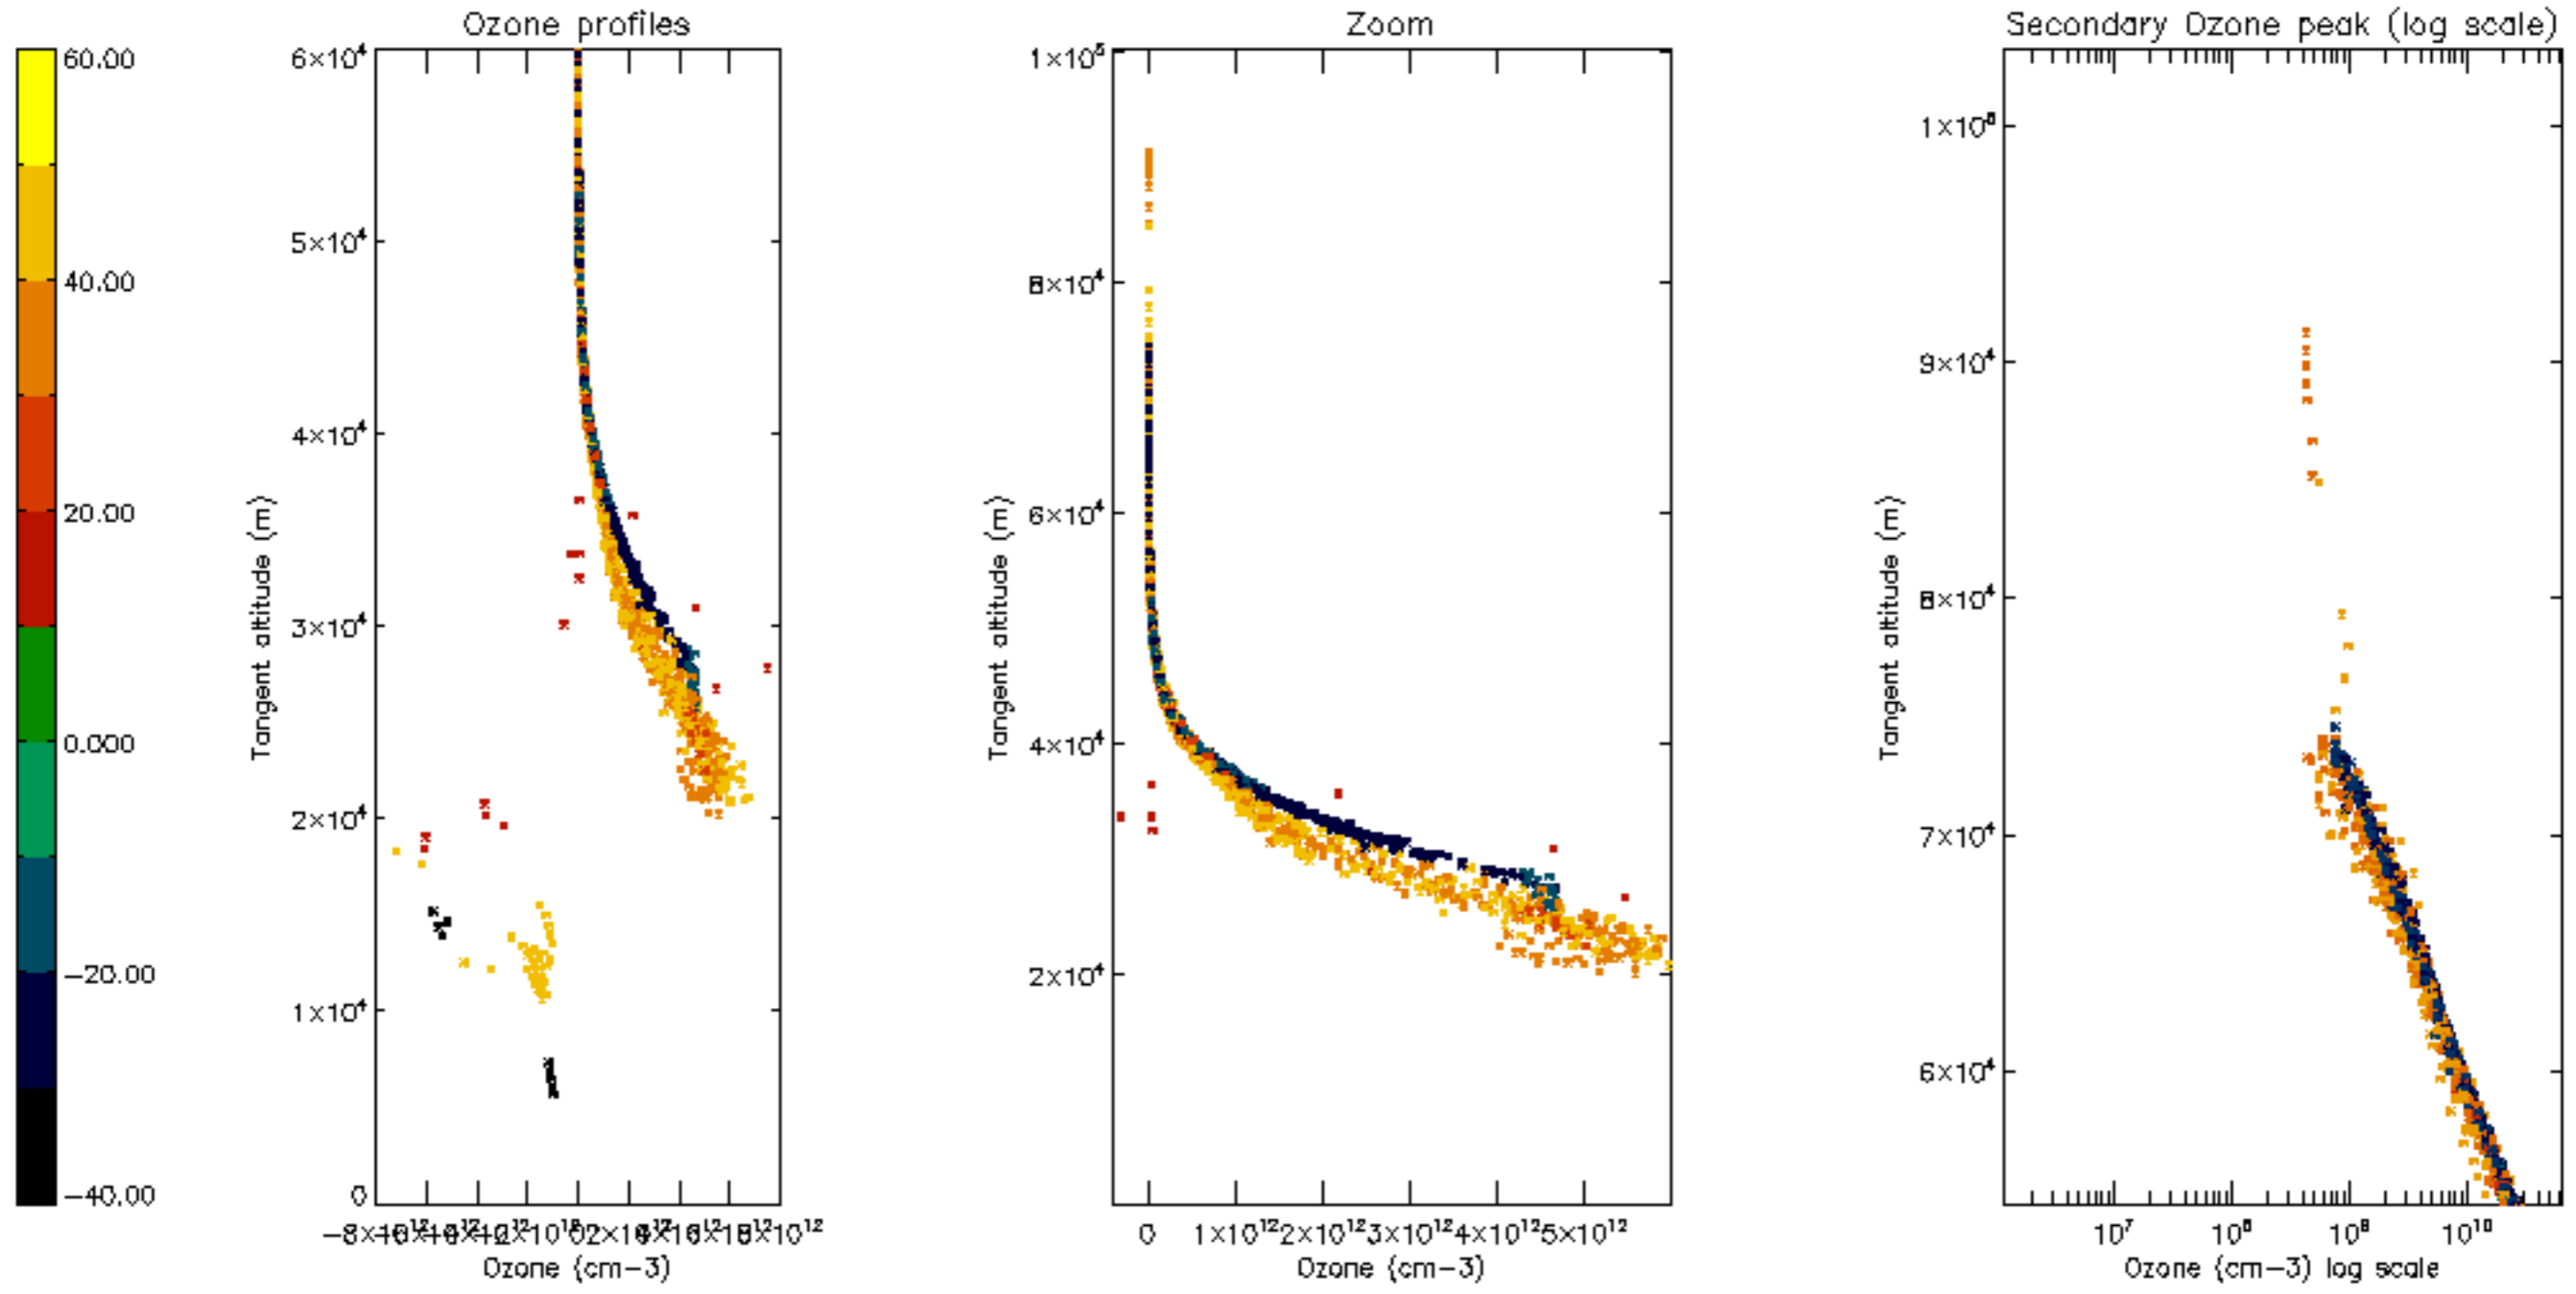 Ozone profiles
Zoom
Secondary Ozone peak (log scale)
60.00
40.00
20.00
0.000
−20.00
−40.00
6×10⁴
5×10⁴
4×10⁴
3×10⁴
2×10⁴
1×10⁴
0
Tangent altitude (m)
Ozone (cm−3)
1×10⁵
8×10⁴
6×10⁴
4×10⁴
2×10⁴
Tangent altitude (m)
0 1×10¹² 2×10¹² 3×10¹² 4×10¹² 5×10¹²
Ozone (cm−3)
9×10⁴
8×10⁴
7×10⁴
6×10⁴
Tangent altitude (m)
10⁷ 10⁸ 10⁹ 10¹⁰
Ozone (cm−3) log scale